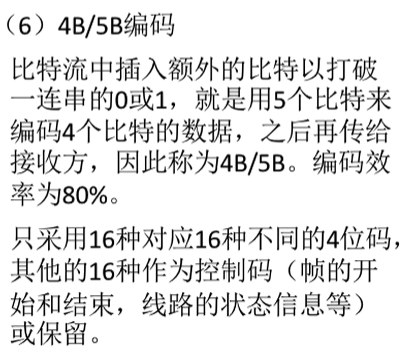 （6）4B/5B编码
比特流中插入额外的比特以打破
一连串的0或1，就是用5个比特来
编码4个比特的数据，之后再传给
接收方，因此称为4B/5B。编码效
率为80%。
只采用16种对应16种不同的4位码，
其他的16种作为控制码（帧的开
始和结束，线路的状态信息等）
或保留。